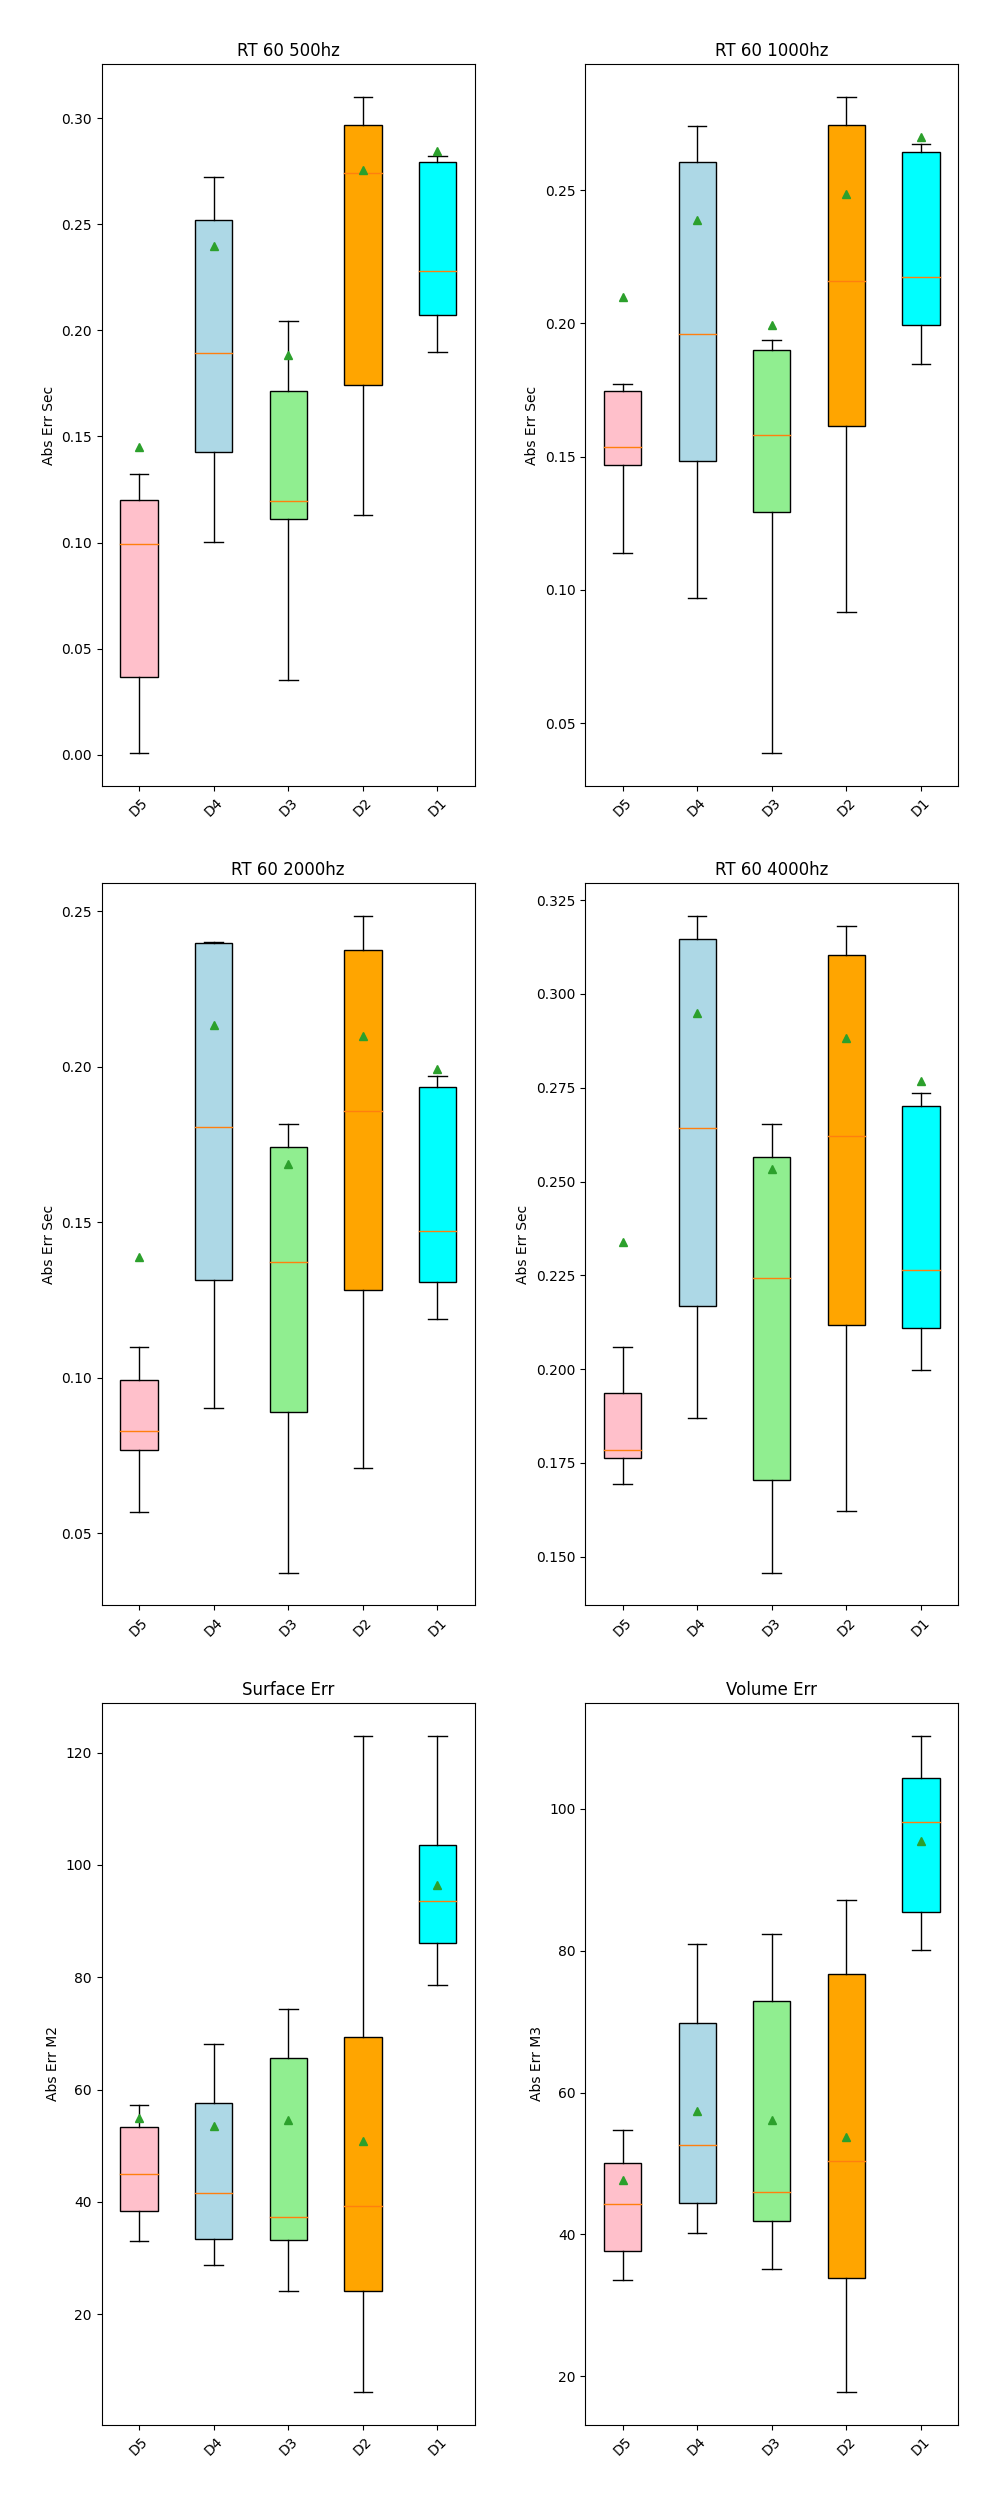 RT 60 500hz
Abs Err Sec
0.30
0.25
0.20
0.15
0.10
0.05
0.00
D5 D4 D3 D2 D1
RT 60 1000hz
Abs Err Sec
0.25
0.20
0.15
0.10
0.05
D5 D4 D3 D2 D1
RT 60 2000hz
Abs Err Sec
0.25
0.20
0.15
0.10
0.05
D5 D4 D3 D2 D1
RT 60 4000hz
Abs Err Sec
0.325
0.300
0.275
0.250
0.225
0.200
0.175
0.150
D5 D4 D3 D2 D1
Surface Err
Abs Err M2
120
100
80
60
40
20
D5 D4 D3 D2 D1
Volume Err
Abs Err M3
100
80
60
40
20
D5 D4 D3 D2 D1